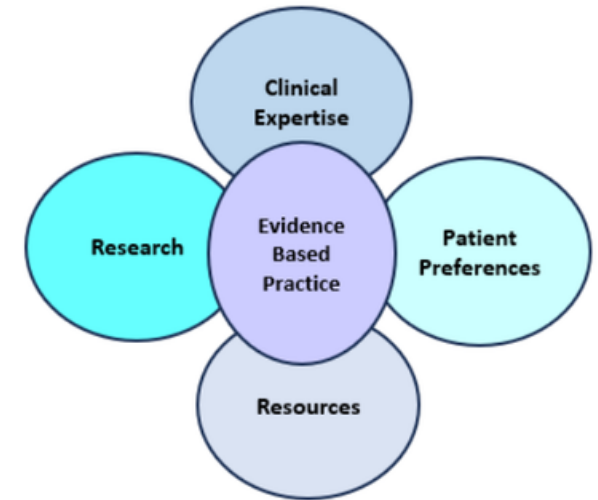 Clinical
Expertise
Research
Evidence
Based
Practice
Patient
Preferences
Resources